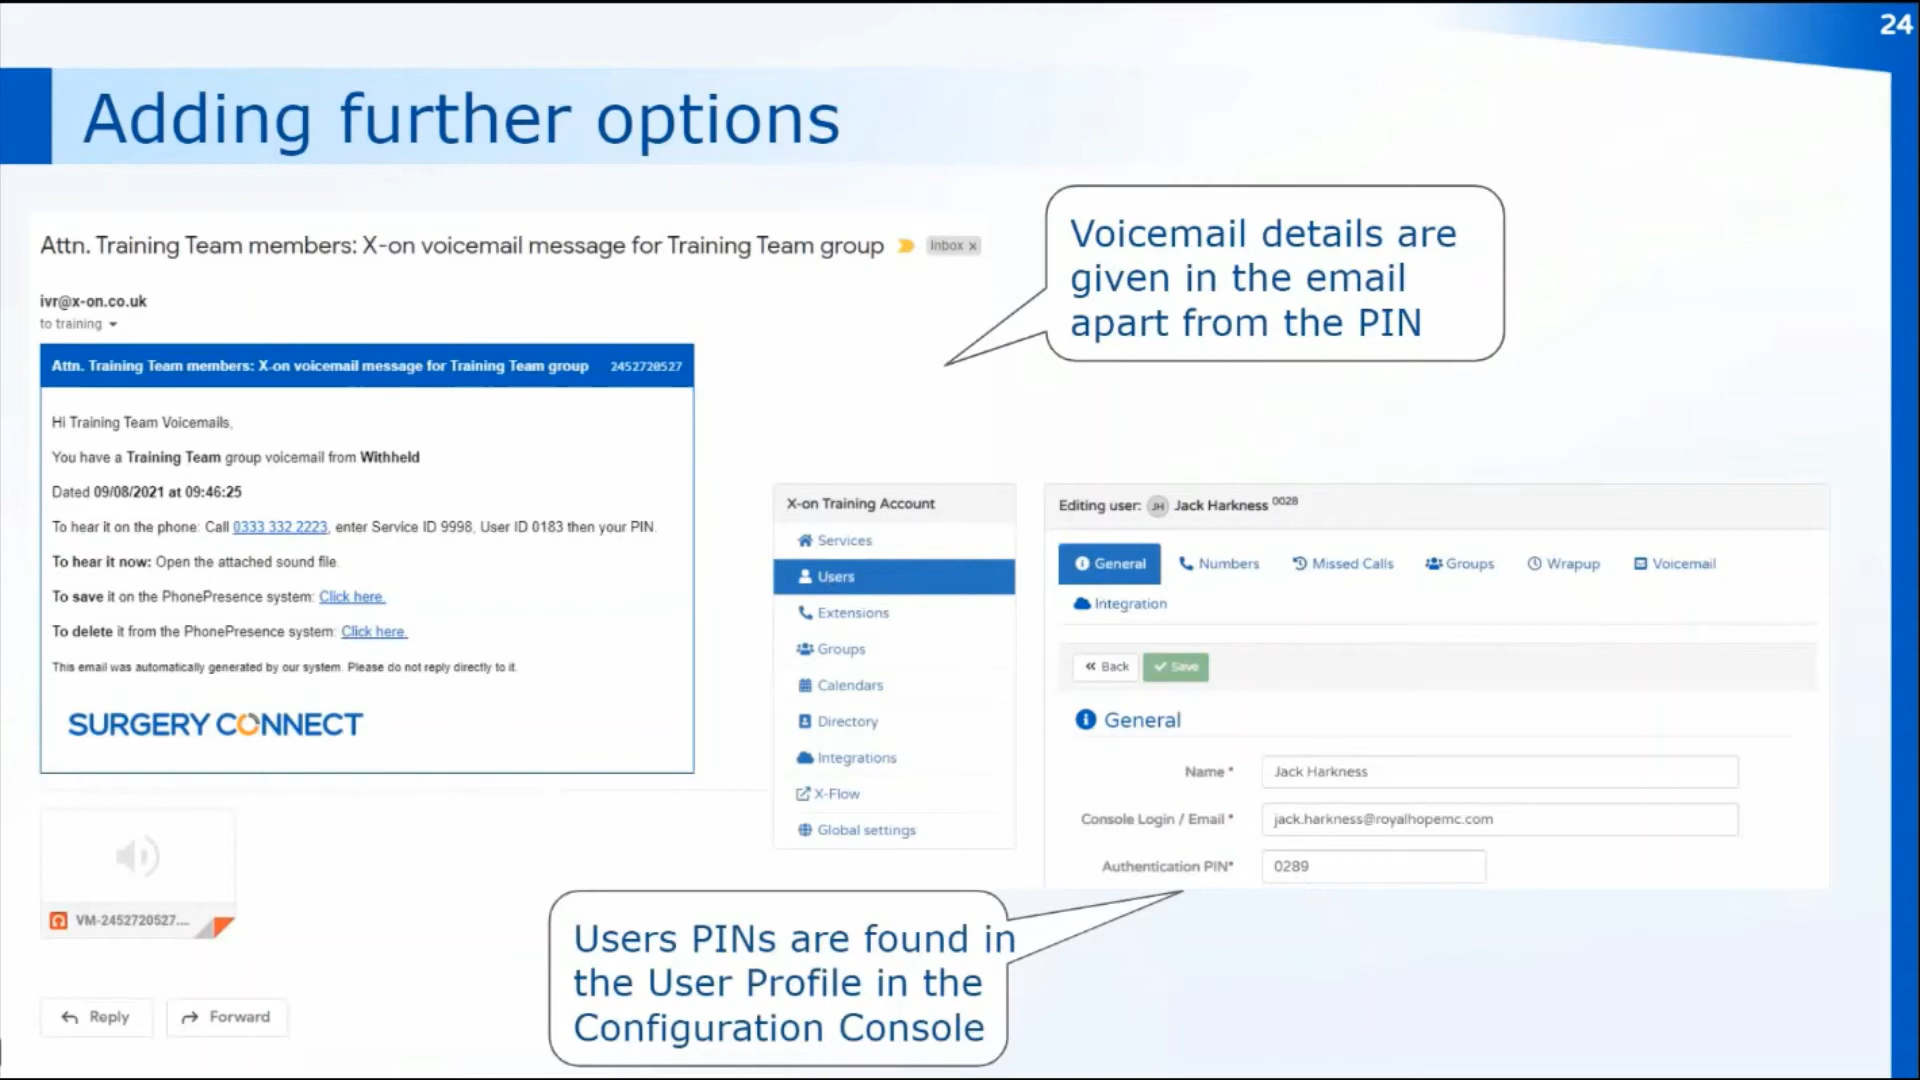 24
Adding further options
Attn. Training Team members: X-on voicemail message for Training Team group
Inbox x
ivr@x-on.co.uk
to training
Attn. Training Team members: X-on voicemail message for Training Team group 2452720527
Hi Training Team Voicemails,
You have a Training Team group voicemail from Withheld
Dated 09/08/2021 at 09:46:25
To hear it on the phone: Call 0333 332 2223, enter Service ID 9998, User ID 0183 then your PIN.
To hear it now: Open the attached sound file.
To save it on the PhonePresence system: Click here.
To delete it from the PhonePresence system: Click here.
This email was automatically generated by our system. Please do not reply directly to it.
SURGERY CONNECT
VM-2452720527....
Reply
Forward
Voicemail details are
given in the email
apart from the PIN
X-on Training Account
Services
Users
Extensions
Groups
Calendars
Directory
Integrations
X-Flow
Global settings
Editing user: JH Jack Harkness 0028
General Numbers Missed Calls Groups Wrapup Voicemail
Integration
« Back Save
General
Name * Jack Harkness
Console Login / Email * jack.harkness@royalhopemc.com
Authentication PIN* 0289
Users PINs are found in
the User Profile in the
Configuration Console